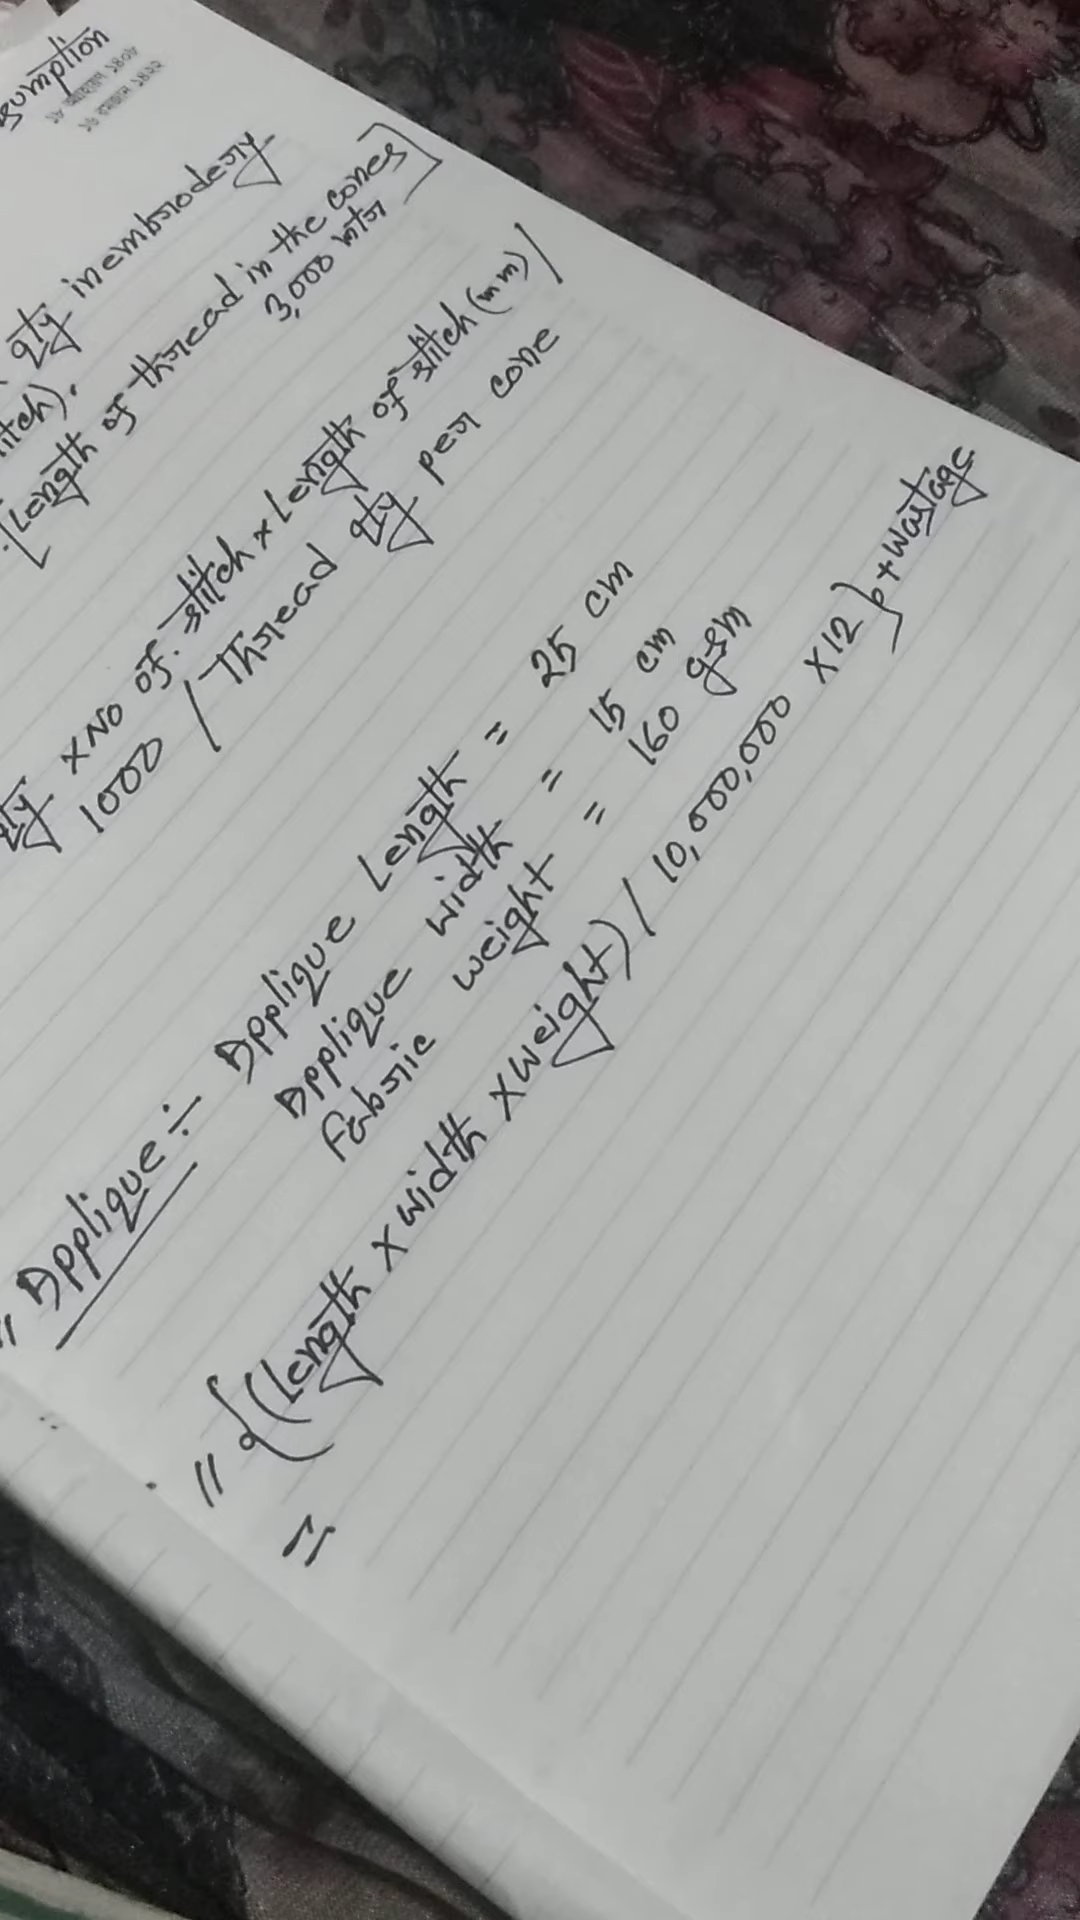 sumption
qty in embrodery
itch).
[Length of thread in the cones]
3,000 mtr
qty x No of. stitch x Length of stitch (mm) /
1000 / Thread qty per cone
" Applique ÷ Applique Length = 25 cm
Applique width = 15 cm
Fabric weight = 160 gsm
" {(Length x width x weight) / 10,000,000 x 12} + wastage
=